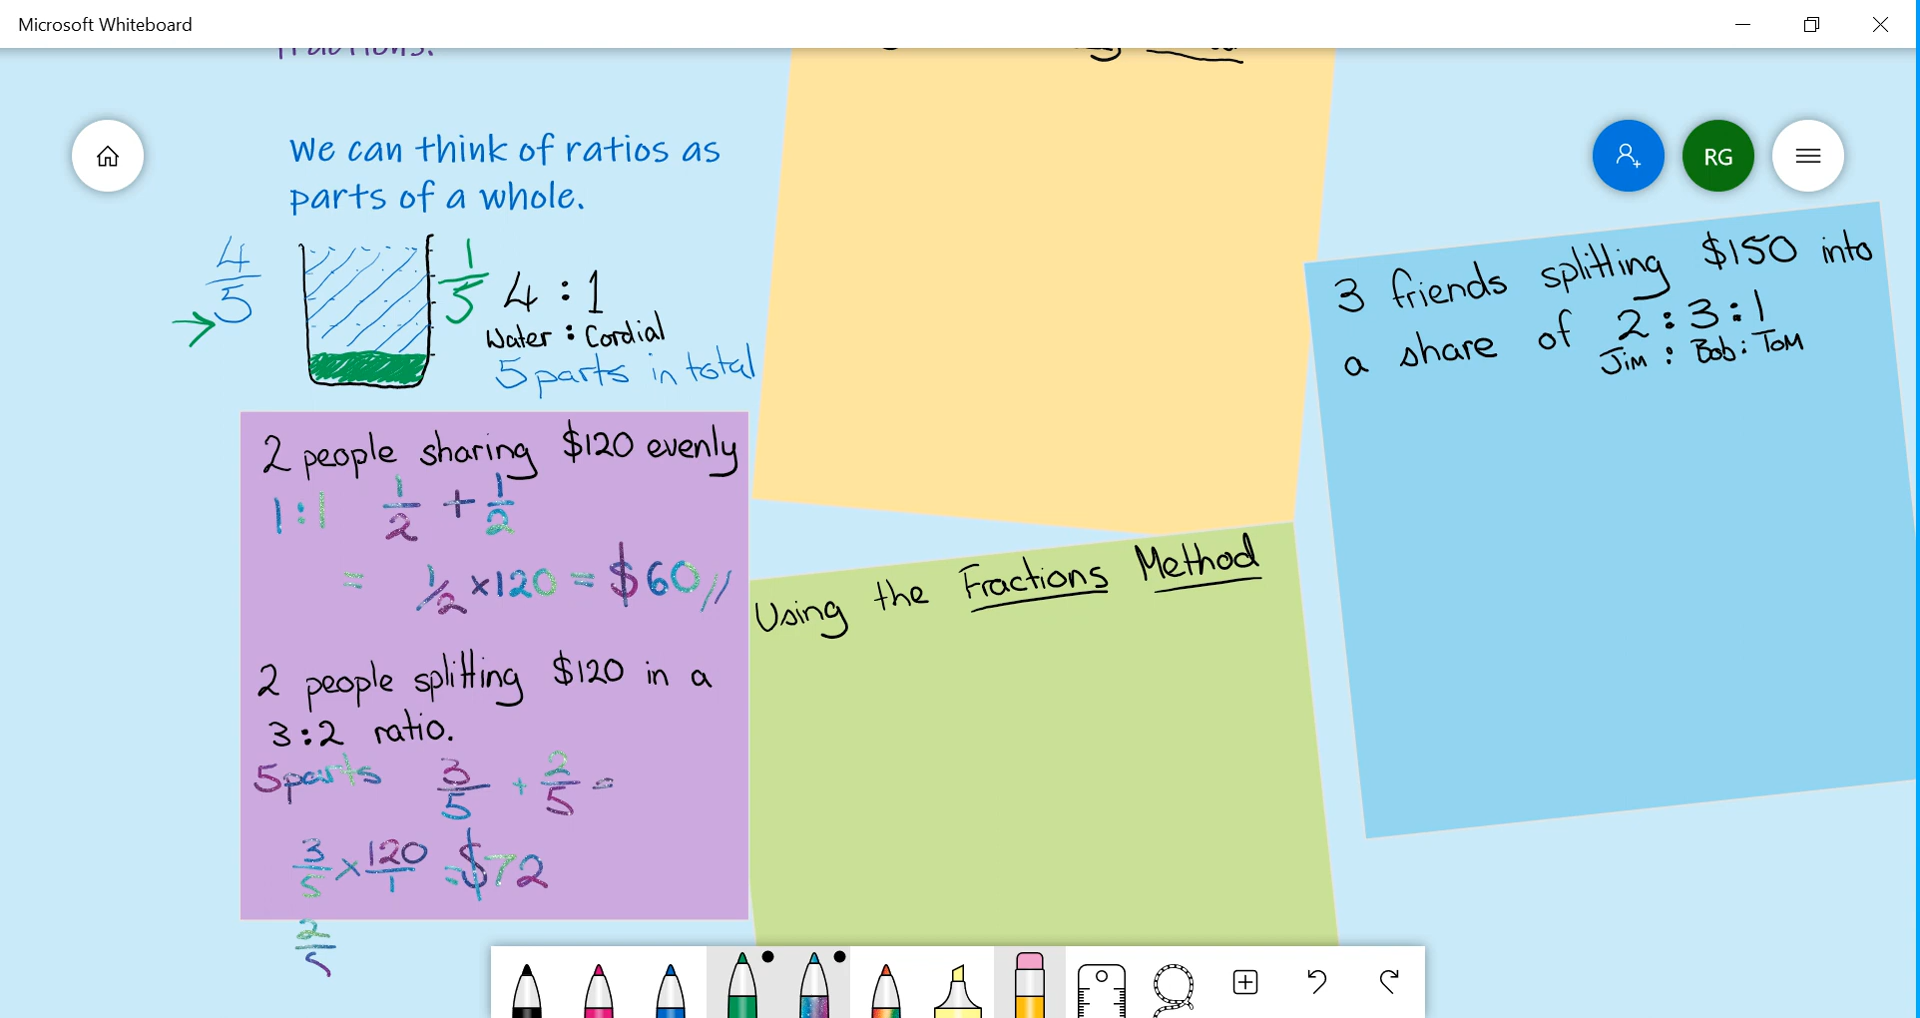 Microsoft Whiteboard
fractions.
We can think of ratios as
parts of a whole.
4/5
1/5
4 : 1
Water : Cordial
5 parts in total
2 people sharing $120 evenly
1:1 1/2 + 1/2
= 1/2 x 120 = $60//
2 people splitting $120 in a
3:2 ratio.
5 parts 3/5 + 2/5 =
3/5 x 120/1 = $72
2/5
Using the Fractions Method
RG
3 friends splitting $150 into
a share of 2 : 3 : 1
Jim : Bob : Tom